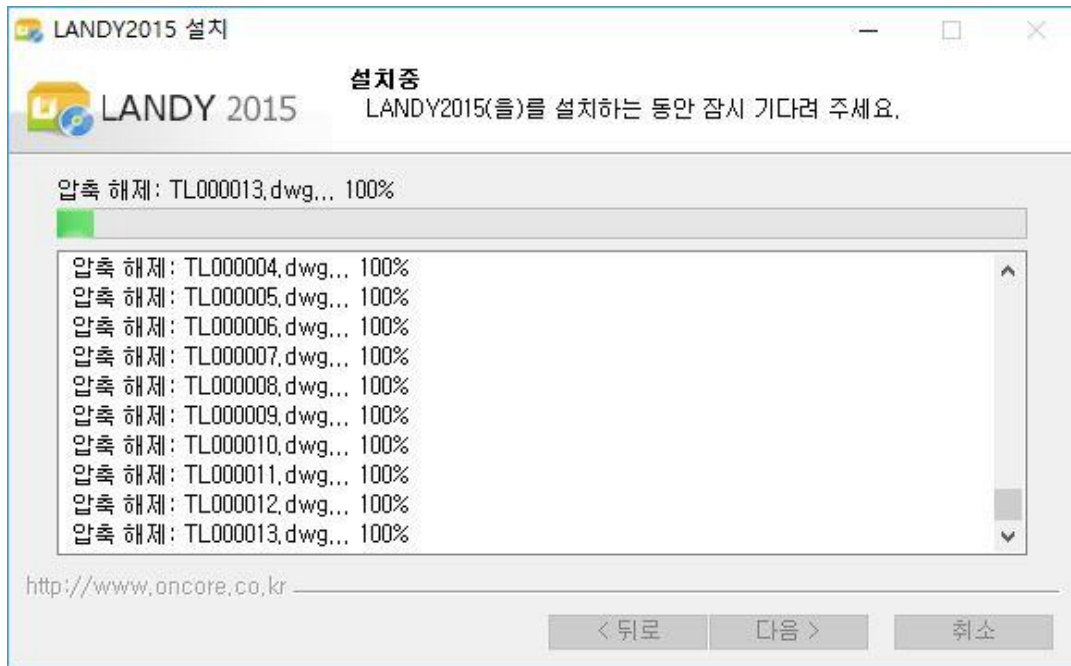 LANDY2015 설치
LANDY 2015
설치중
LANDY2015(을)를 설치하는 동안 잠시 기다려 주세요.
압축 해제: TL000013.dwg... 100%
압축 해제: TL000004.dwg... 100%
압축 해제: TL000005.dwg... 100%
압축 해제: TL000006.dwg... 100%
압축 해제: TL000007.dwg... 100%
압축 해제: TL000008.dwg... 100%
압축 해제: TL000009.dwg... 100%
압축 해제: TL000010.dwg... 100%
압축 해제: TL000011.dwg... 100%
압축 해제: TL000012.dwg... 100%
압축 해제: TL000013.dwg... 100%
http://www.oncore.co.kr
< 뒤로 다음 > 취소